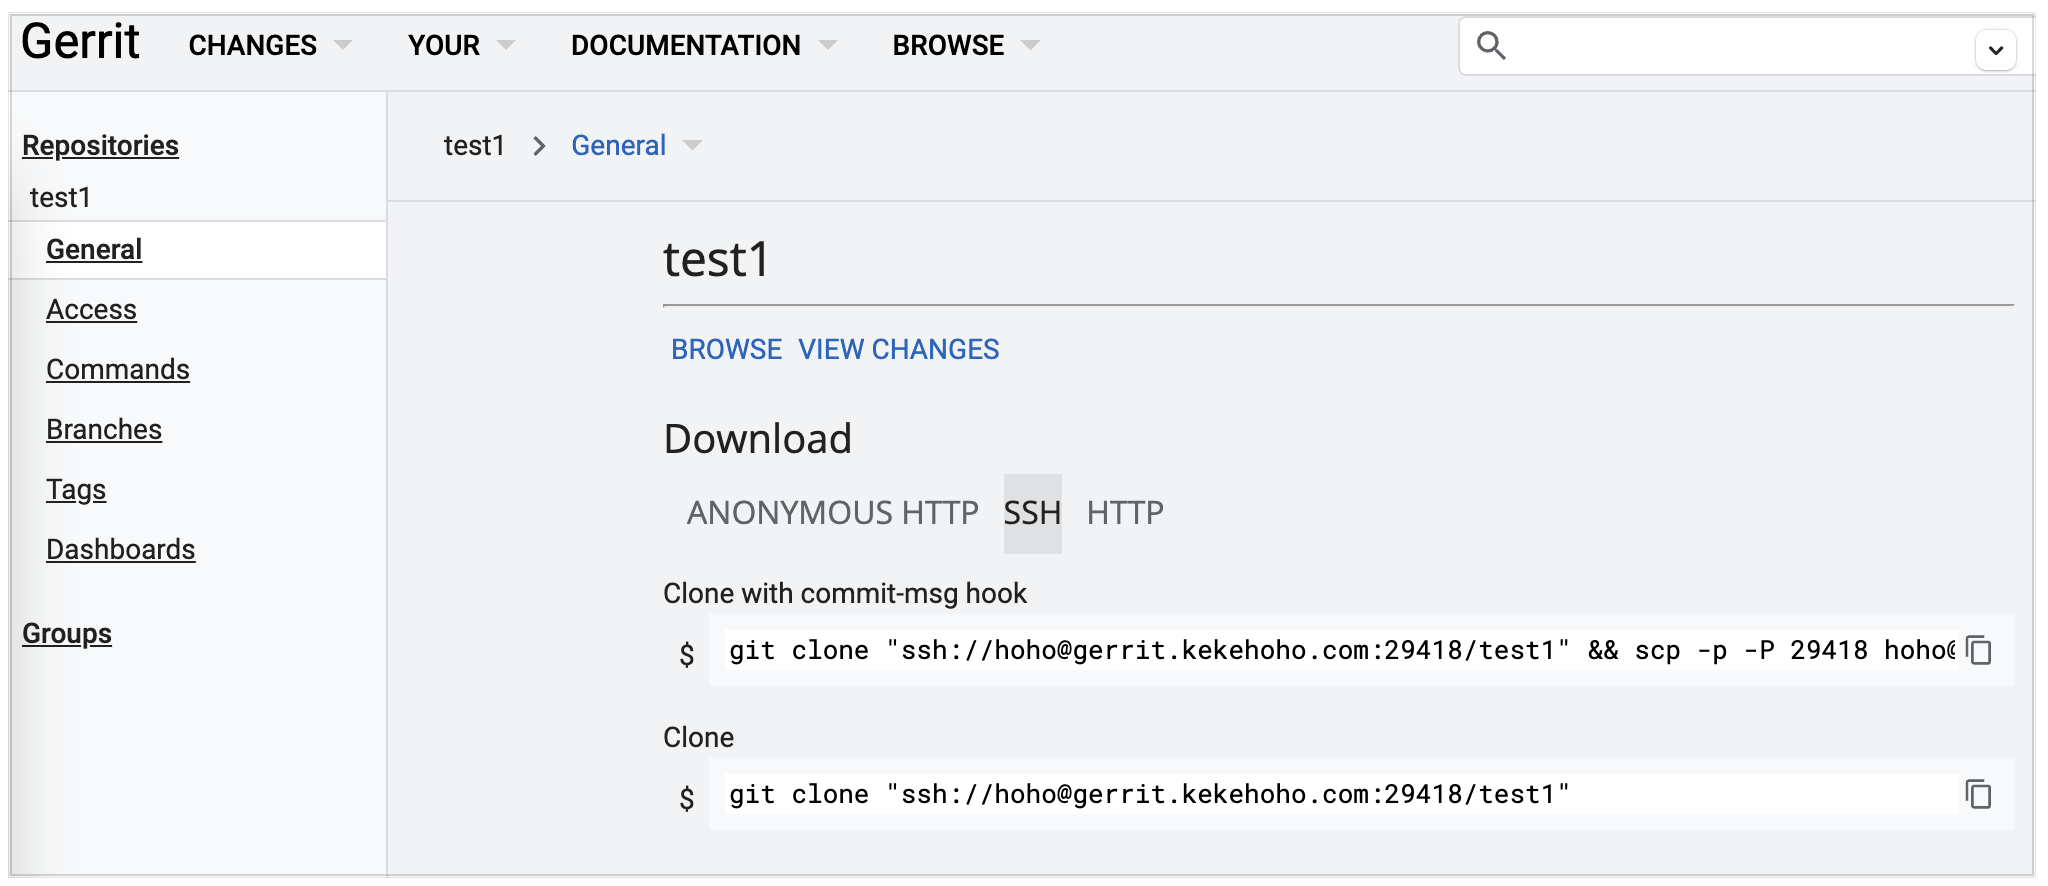 Gerrit CHANGES YOUR DOCUMENTATION BROWSE
Repositories
test1
General
Access
Commands
Branches
Tags
Dashboards
Groups
test1 > General
test1
BROWSE VIEW CHANGES
Download
ANONYMOUS HTTP SSH HTTP
Clone with commit-msg hook
$ git clone "ssh://hoho@gerrit.kekehoho.com:29418/test1" && scp -p -P 29418 hoho@
Clone
$ git clone "ssh://hoho@gerrit.kekehoho.com:29418/test1"